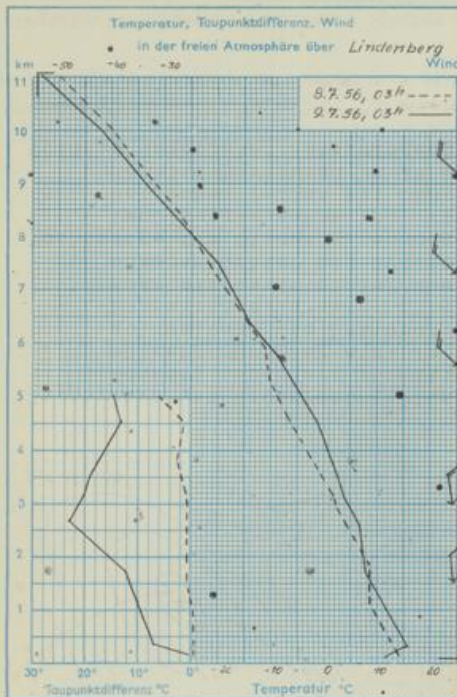 Temperatur, Taupunktdifferenz, Wind
in der freien Atmosphäre über Lindenberg
km -50 -40 -30 Wind
8.7.56, 03h
9.7.56, 03h
11
10
9
8
7
6
5
4
3
2
1
30° 20° 10° 0° -20 -10 0 10 20
Taupunktdifferenz °C Temperatur °C